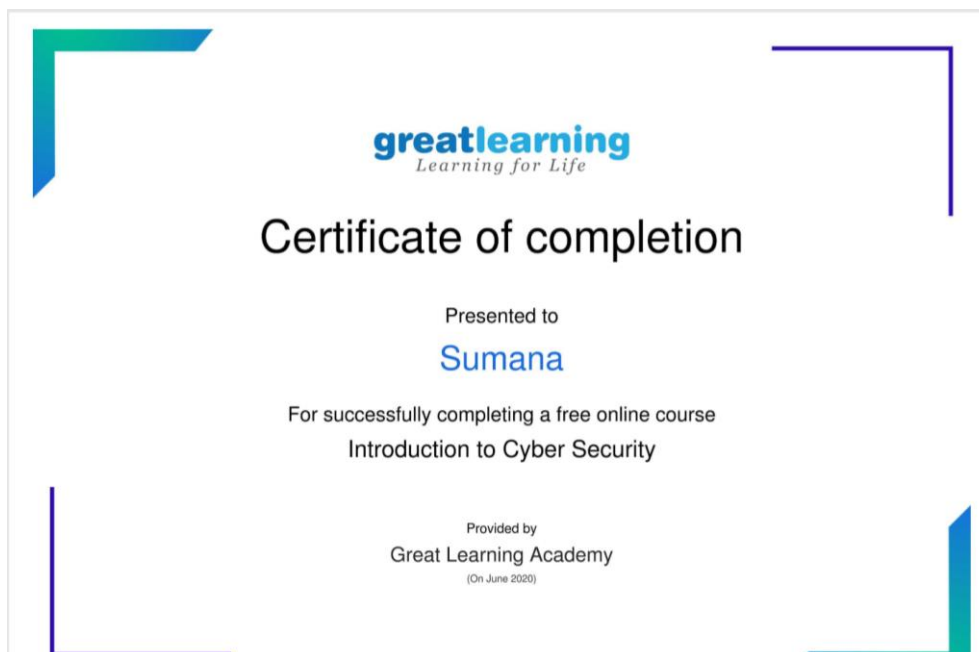 greatlearning
Learning for Life
Certificate of completion
Presented to
Sumana
For successfully completing a free online course
Introduction to Cyber Security
Provided by
Great Learning Academy
(On June 2020)